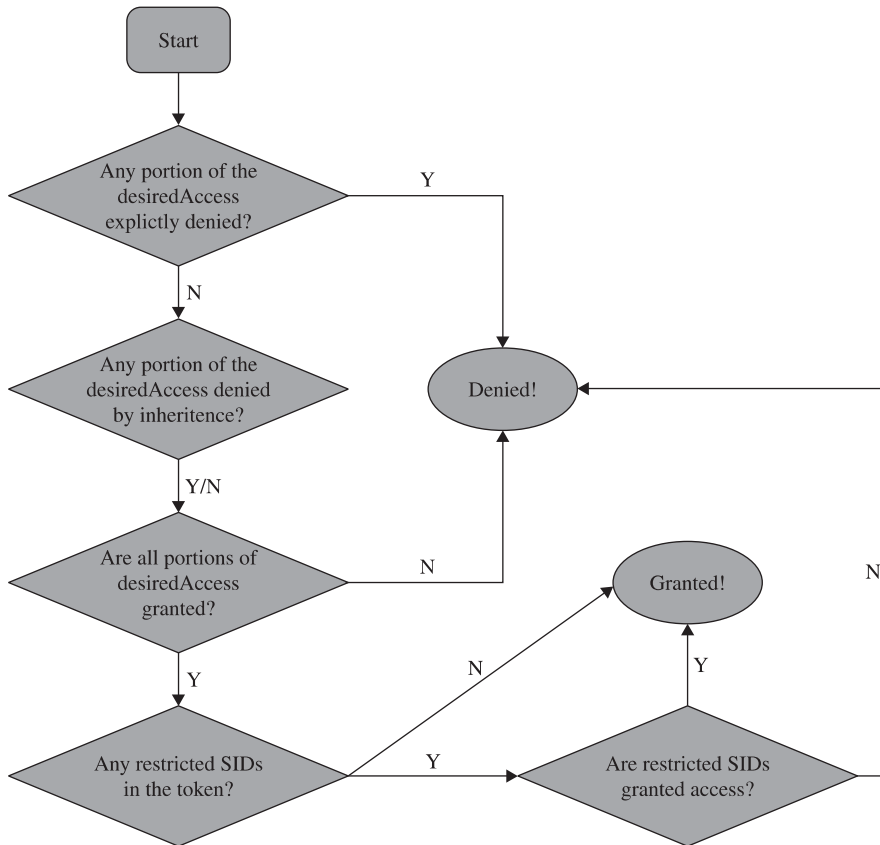 Start
Any portion of the
desiredAccess
explictly denied?
Y
N
Any portion of the
desiredAccess denied
by inheritence?
Denied!
Y/N
Are all portions of
desiredAccess
granted?
N
Granted!
N
N
Y
Y
Any restricted SIDs
in the token?
Y
Are restricted SIDs
granted access?